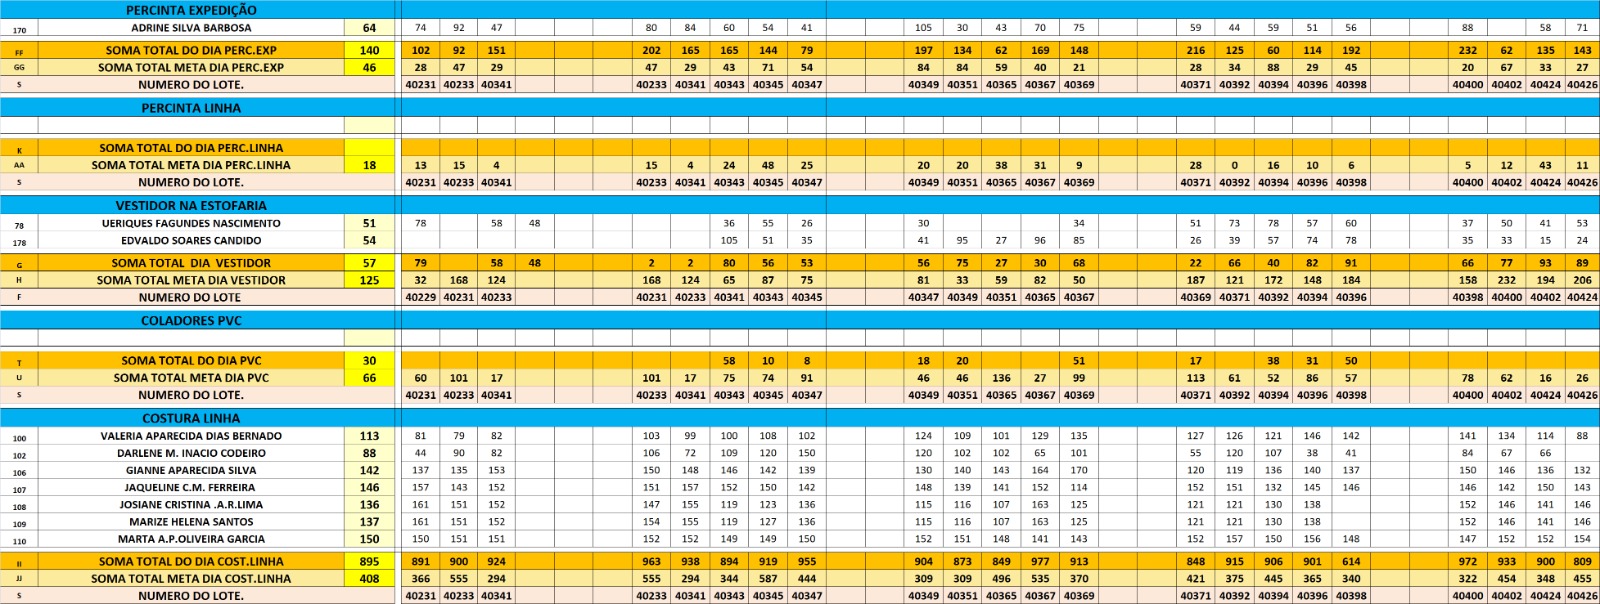 PERCINTA EXPEDIÇÃO
170 ADRINE SILVA BARBOSA 64 74 92 47 80 84 60 54 41 105 30 43 70 75 59 44 59 51 56 88 58 71
FF SOMA TOTAL DO DIA PERC.EXP 140 102 92 151 202 165 165 144 79 197 134 62 169 148 216 125 60 114 192 232 62 135 143
GG SOMA TOTAL META DIA PERC.EXP 46 28 47 29 47 29 43 71 54 84 84 59 40 21 28 34 88 29 45 20 67 33 27
S NUMERO DO LOTE. 40231 40233 40341 40233 40341 40343 40345 40347 40349 40351 40365 40367 40369 40371 40392 40394 40396 40398 40400 40402 40424 40426
PERCINTA LINHA
K SOMA TOTAL DO DIA PERC.LINHA
AA SOMA TOTAL META DIA PERC.LINHA 18 13 15 4 15 4 24 48 25 20 20 38 31 9 28 0 16 10 6 5 12 43 11
S NUMERO DO LOTE. 40231 40233 40341 40233 40341 40343 40345 40347 40349 40351 40365 40367 40369 40371 40392 40394 40396 40398 40400 40402 40424 40426
VESTIDOR NA ESTOFARIA
78 UERIQUES FAGUNDES NASCIMENTO 51 78 58 48 36 55 26 30 34 51 73 78 57 60 37 50 41 53
178 EDVALDO SOARES CANDIDO 54 105 51 35 41 95 27 96 85 26 39 57 74 78 35 33 15 24
G SOMA TOTAL DIA VESTIDOR 57 79 58 48 2 2 80 56 53 56 75 27 30 68 22 66 40 82 91 66 77 93 89
H SOMA TOTAL META DIA VESTIDOR 125 32 168 124 168 124 65 87 75 81 33 59 82 50 187 121 172 148 184 158 232 194 206
F NUMERO DO LOTE 40229 40231 40233 40231 40233 40341 40343 40345 40347 40349 40351 40365 40367 40369 40371 40392 40394 40396 40398 40400 40402 40424
COLADORES PVC
T SOMA TOTAL DO DIA PVC 30 58 10 8 18 20 51 17 38 31 50
U SOMA TOTAL META DIA PVC 66 60 101 17 101 17 75 74 91 46 46 136 27 99 113 61 52 86 57 78 62 16 26
S NUMERO DO LOTE. 40231 40233 40341 40233 40341 40343 40345 40347 40349 40351 40365 40367 40369 40371 40392 40394 40396 40398 40400 40402 40424 40426
COSTURA LINHA
100 VALERIA APARECIDA DIAS BERNADO 113 81 79 82 103 99 100 108 102 124 109 101 129 135 127 126 121 146 142 141 134 114 88
102 DARLENE M. INACIO CODEIRO 88 44 90 82 106 72 109 120 150 120 102 102 65 101 55 120 107 38 41 84 67 66
106 GIANNE APARECIDA SILVA 142 137 135 153 150 148 146 142 139 130 140 143 164 170 120 119 136 140 137 150 146 136 132
107 JAQUELINE C.M. FERREIRA 146 157 143 152 151 157 152 150 142 148 139 141 152 114 152 151 132 145 146 146 142 150 143
108 JOSIANE CRISTINA .A.R.LIMA 136 161 151 152 147 155 119 123 136 115 116 107 163 125 121 121 130 138 152 146 141 146
109 MARIZE HELENA SANTOS 137 161 151 152 154 155 119 127 136 115 116 107 163 125 121 121 130 138 152 146 141 146
110 MARTA A.P.OLIVEIRA GARCIA 150 150 151 151 152 152 149 149 150 152 151 148 141 143 152 157 150 156 148 147 152 152 154
II SOMA TOTAL DO DIA COST.LINHA 895 891 900 924 963 938 894 919 955 904 873 849 977 913 848 915 906 901 614 972 933 900 809
JJ SOMA TOTAL META DIA COST.LINHA 408 366 555 294 555 294 344 587 444 309 309 496 535 370 421 375 445 365 340 322 454 348 455
S NUMERO DO LOTE. 40231 40233 40341 40233 40341 40343 40345 40347 40349 40351 40365 40367 40369 40371 40392 40394 40396 40398 40400 40402 40424 40426